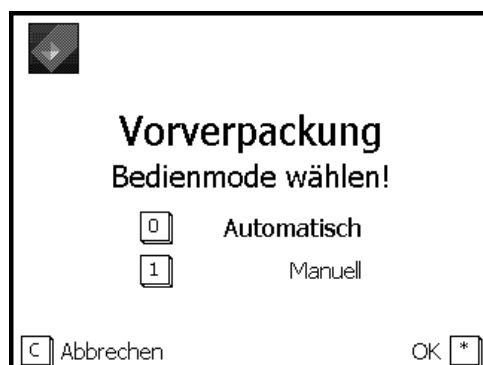 Vorverpackung
Bedienmode wählen!
0 Automatisch
1 Manuell
C Abbrechen OK *